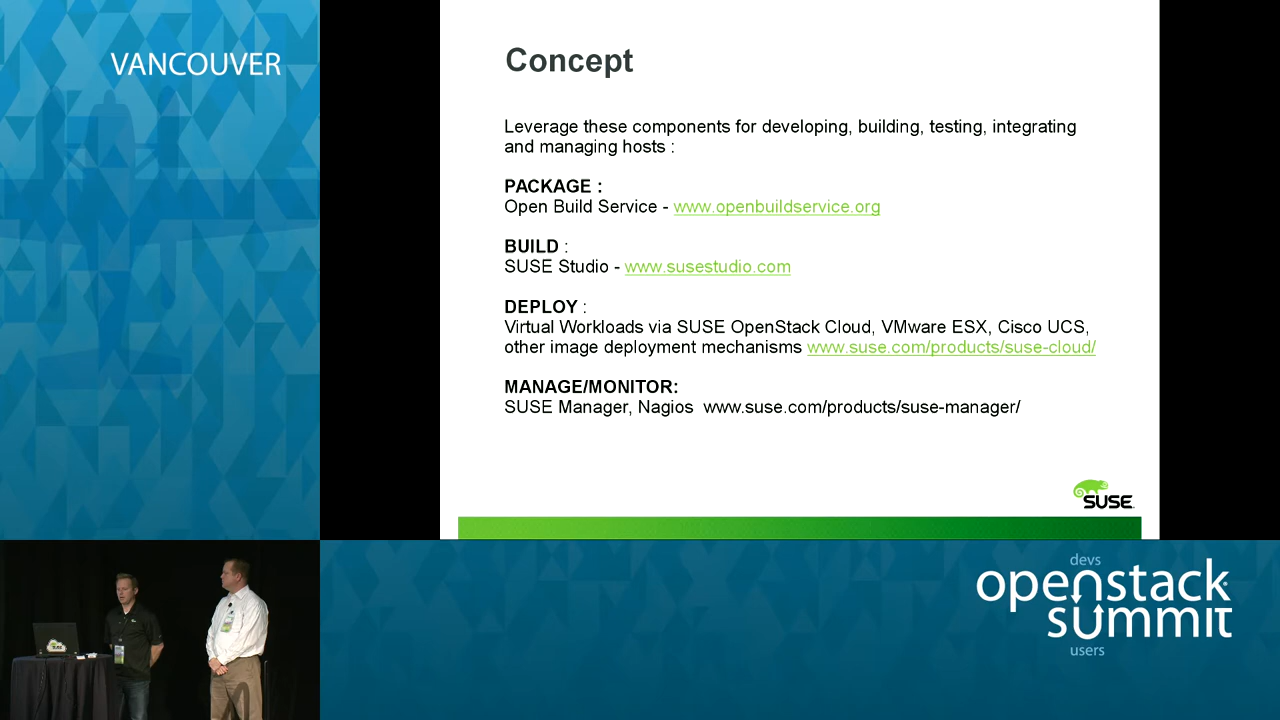 VANCOUVER
Concept
Leverage these components for developing, building, testing, integrating
and managing hosts :
PACKAGE :
Open Build Service - www.openbuildservice.org
BUILD :
SUSE Studio - www.susestudio.com
DEPLOY :
Virtual Workloads via SUSE OpenStack Cloud, VMware ESX, Cisco UCS,
other image deployment mechanisms www.suse.com/products/suse-cloud/
MANAGE/MONITOR:
SUSE Manager, Nagios www.suse.com/products/suse-manager/
SUSE
devs
openstack
summit
users
SUSE